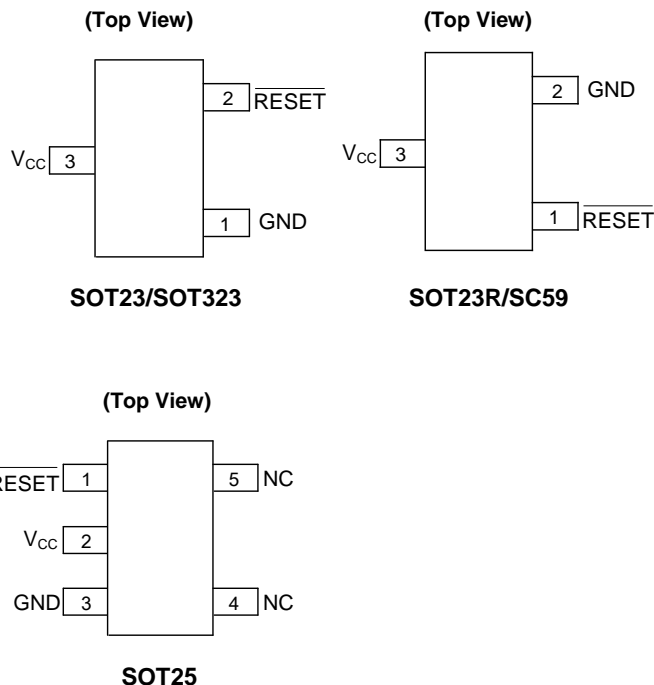 (Top View)
2 RESET
VCC 3
1 GND
SOT23/SOT323
(Top View)
2 GND
VCC 3
1 RESET
SOT23R/SC59
(Top View)
RESET 1
5 NC
VCC 2
GND 3
4 NC
SOT25